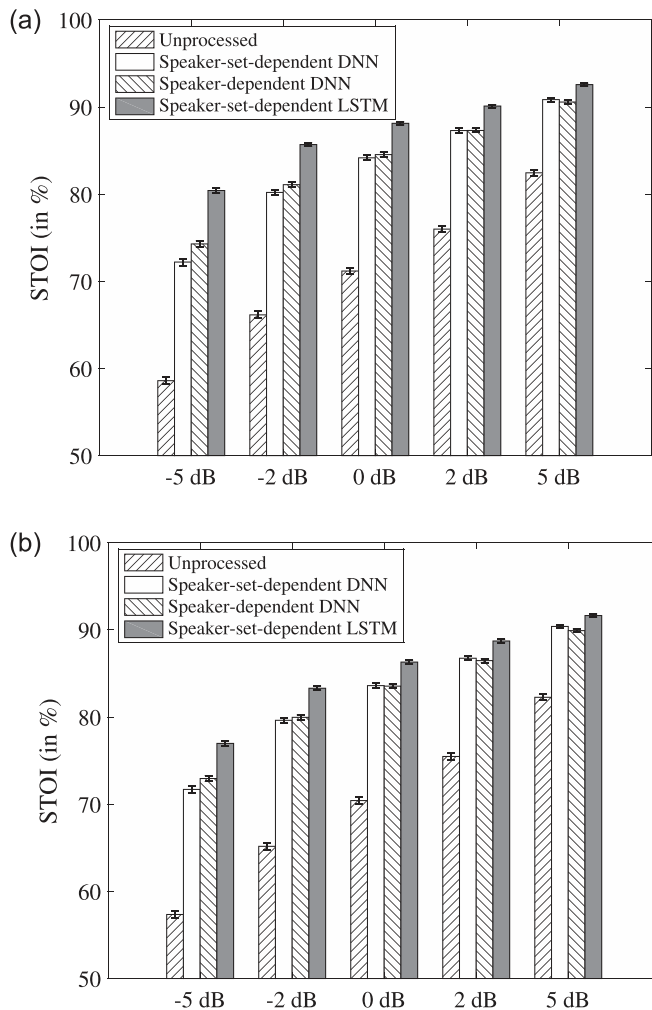 (a)
100
90
80
70
60
50
STOI (in %)
Unprocessed
Speaker-set-dependent DNN
Speaker-dependent DNN
Speaker-set-dependent LSTM
-5 dB
-2 dB
0 dB
2 dB
5 dB
(b)
100
90
80
70
60
50
STOI (in %)
Unprocessed
Speaker-set-dependent DNN
Speaker-dependent DNN
Speaker-set-dependent LSTM
-5 dB
-2 dB
0 dB
2 dB
5 dB